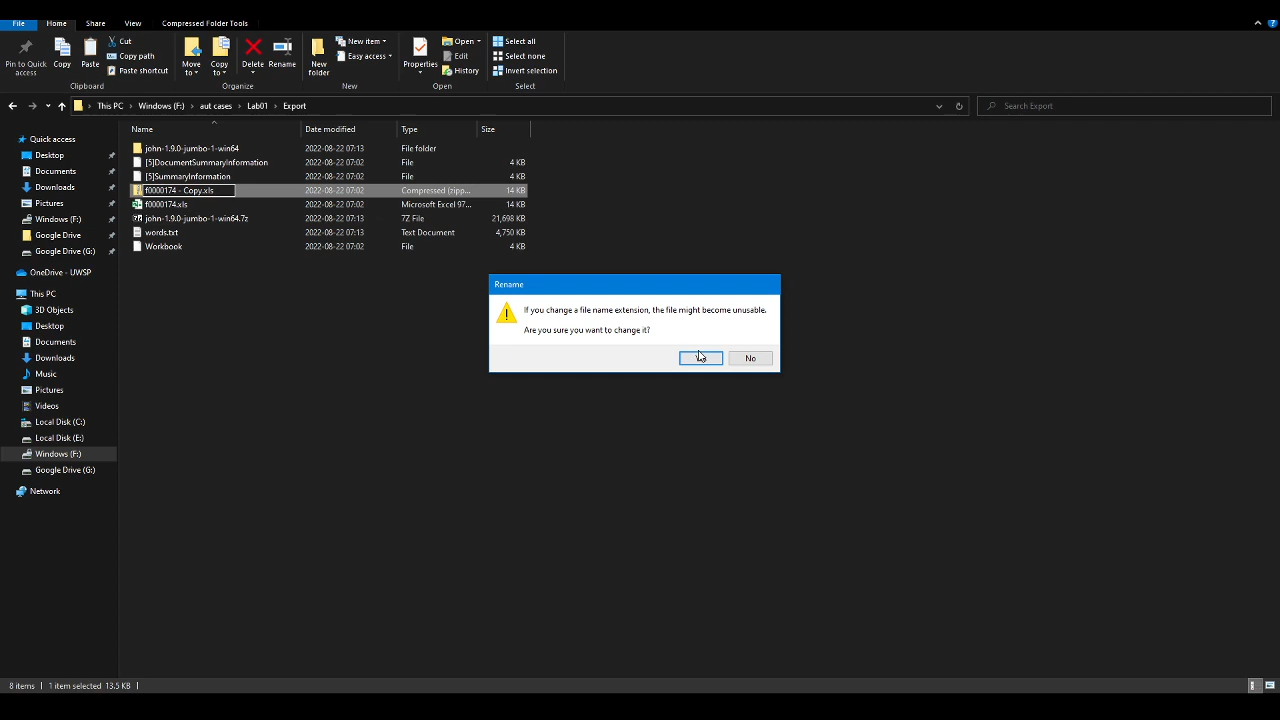 File Home Share View Compressed Folder Tools
Pin to Quick access
Copy
Paste
Cut
Copy path
Paste shortcut
Clipboard
Move to
Copy to
Delete
Rename
Organize
New folder
New item
Easy access
New
Properties
Open
Edit
History
Open
Select all
Select none
Invert selection
Select
This PC Windows (F:) aut cases Lab01 Export
Search Export
Name Date modified Type Size
john-1.9.0-jumbo-1-win64 2022-08-22 07:13 File folder
[5]DocumentSummaryInformation 2022-08-22 07:02 File 4 KB
[5]SummaryInformation 2022-08-22 07:02 File 4 KB
f0000174 - Copy.xls 2022-08-22 07:02 Compressed (zipp... 14 KB
f0000174.xls 2022-08-22 07:02 Microsoft Excel 97... 14 KB
john-1.9.0-jumbo-1-win64.7z 2022-08-22 07:13 7Z File 21,698 KB
words.txt 2022-08-22 07:13 Text Document 4,750 KB
Workbook 2022-08-22 07:02 File 4 KB
Quick access
Desktop
Documents
Downloads
Pictures
Windows (F:)
Google Drive
Google Drive (G:)
OneDrive - UWSP
This PC
3D Objects
Desktop
Documents
Downloads
Music
Pictures
Videos
Local Disk (C:)
Local Disk (E:)
Windows (F:)
Google Drive (G:)
Network
Rename
If you change a file name extension, the file might become unusable.
Are you sure you want to change it?
No
8 items 1 item selected 13.5 KB